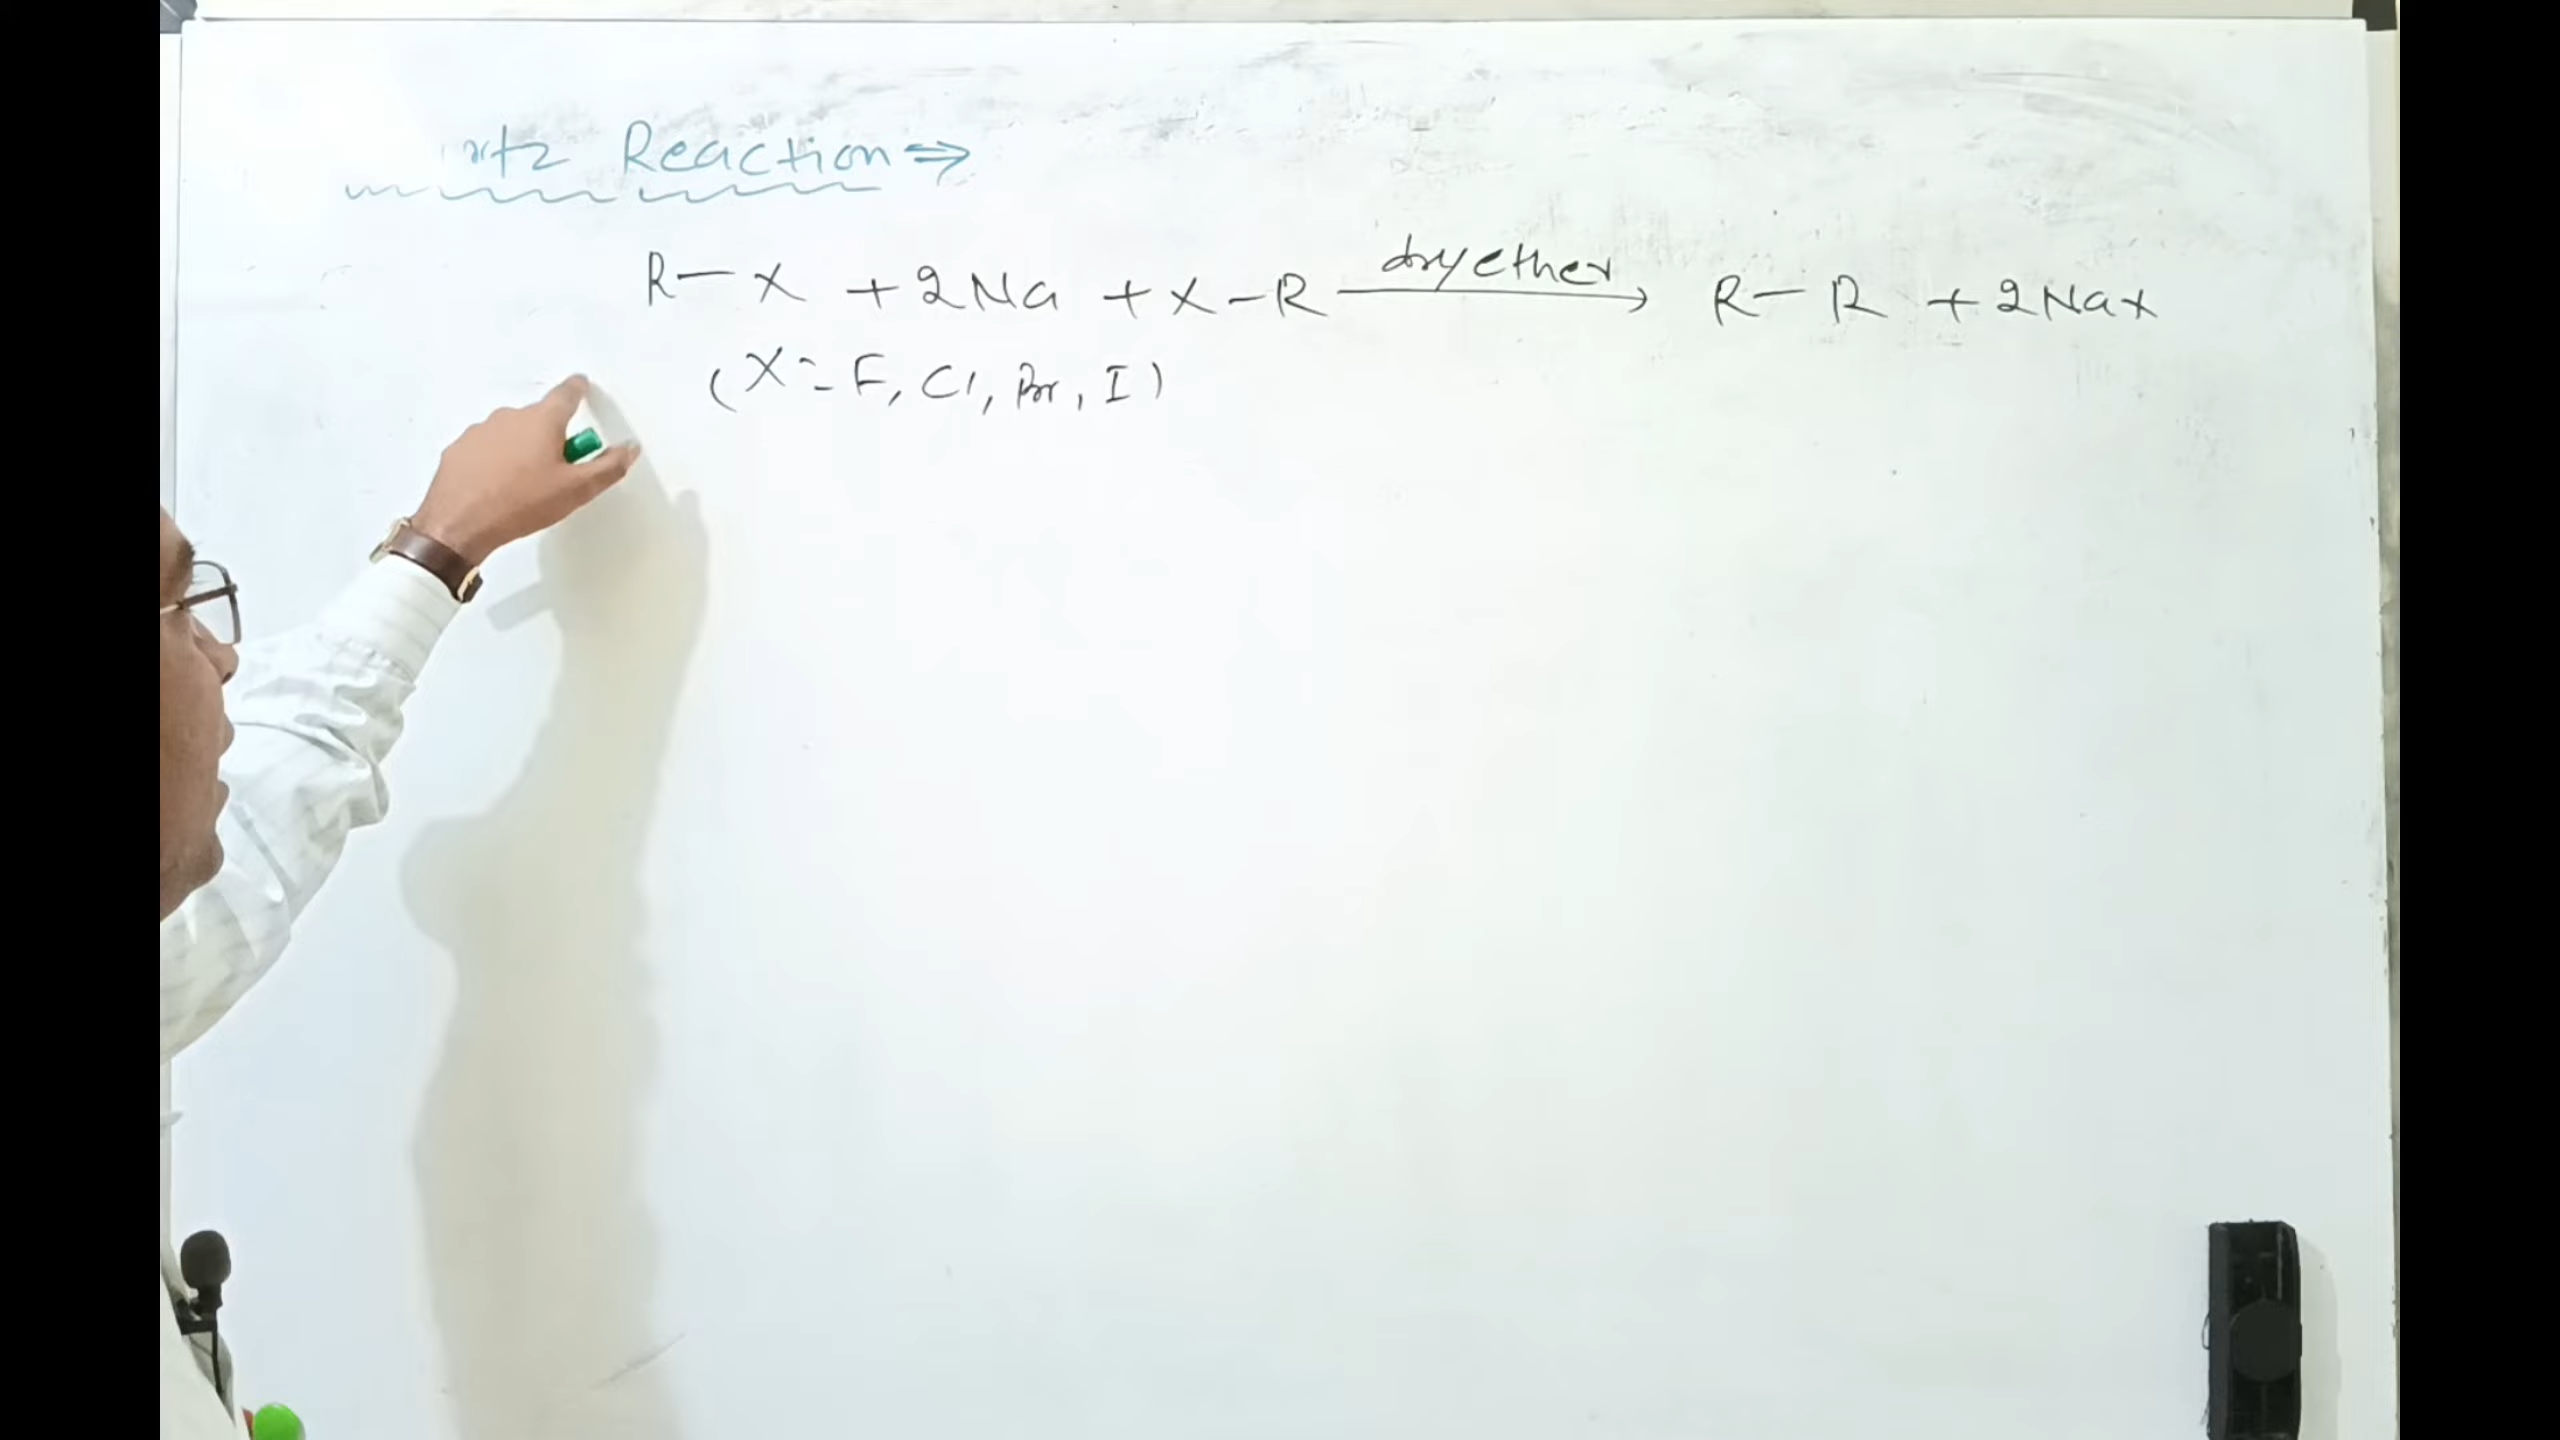 rtz Reaction ⇒
R — X + 2Na + X – R dry ether → R — R + 2Nax
( X = F, Cl, Br, I )